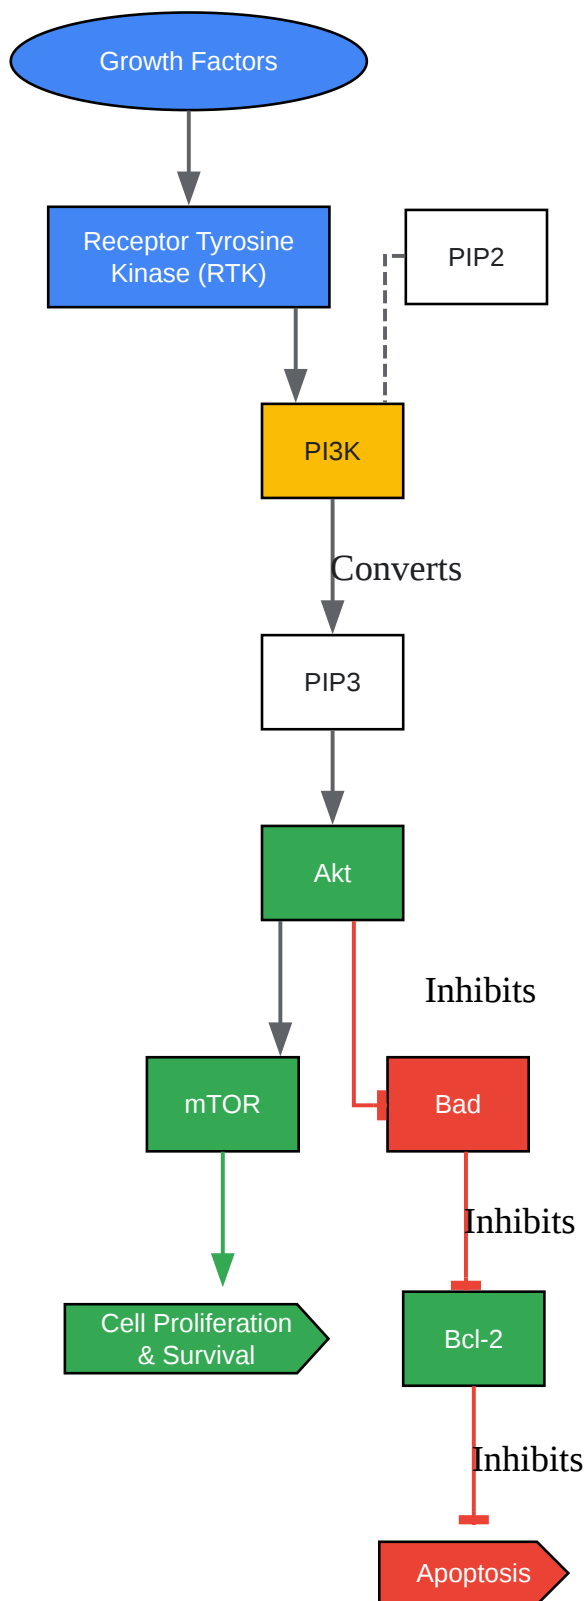 Growth Factors
Receptor Tyrosine
Kinase (RTK)
PIP2
PI3K
Converts
PIP3
Akt
Inhibits
mTOR
Bad
Inhibits
Cell Proliferation
& Survival
Bcl-2
Inhibits
Apoptosis